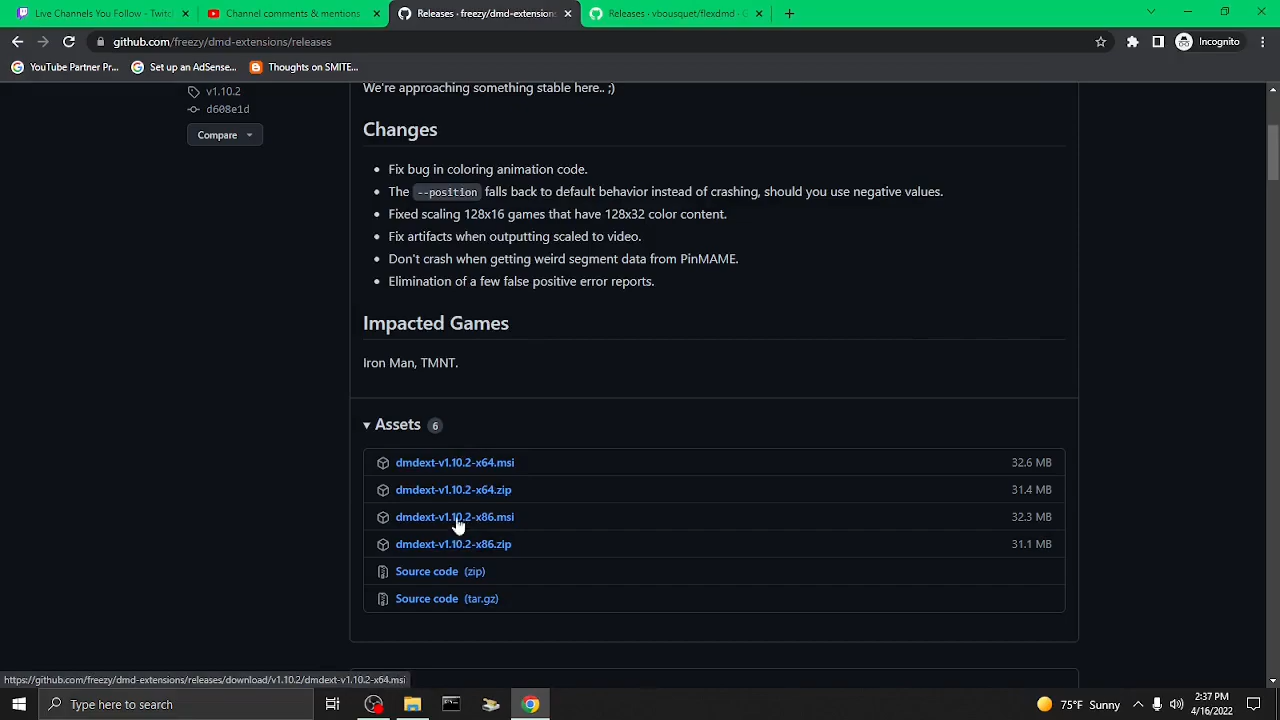 Live Channels You Follow - Twitch
Channel comments & mentions
Releases · freezy/dmd-extensions
Releases · vbousquet/flexdmd · G
github.com/freezy/dmd-extensions/releases
Incognito
YouTube Partner Pr...
Set up an AdSense...
Thoughts on SMITE...
v1.10.2
d608e1d
Compare
We're approaching something stable here.. ;)
Changes
Fix bug in coloring animation code.
The --position falls back to default behavior instead of crashing, should you use negative values.
Fixed scaling 128x16 games that have 128x32 color content.
Fix artifacts when outputting scaled to video.
Don't crash when getting weird segment data from PinMAME.
Elimination of a few false positive error reports.
Impacted Games
Iron Man, TMNT.
Assets 6
dmdext-v1.10.2-x64.msi 32.6 MB
dmdext-v1.10.2-x64.zip 31.4 MB
dmdext-v1.10.2-x86.msi 32.3 MB
dmdext-v1.10.2-x86.zip 31.1 MB
Source code (zip)
Source code (tar.gz)
https://github.com/freezy/dmd-extensions/releases/download/v1.10.2/dmdext-v1.10.2-x64.msi
Type here to search
75°F Sunny
2:37 PM
4/16/2022